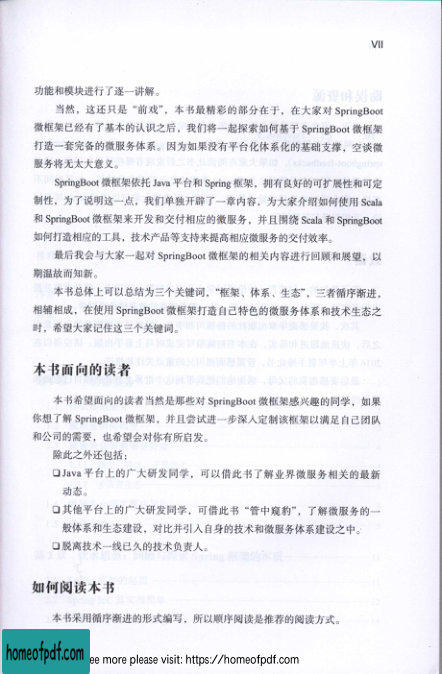 VII
功能和模块进行了逐一讲解。
当然，这还只是“前戏”，本书最精彩的部分在于，在大家对 SpringBoot
微框架已经有了基本的认识之后，我们将一起探索如何基于 SpringBoot 微框架
打造一套完备的微服务体系。因为如果没有平台化体系化的基础支撑，空谈微
服务将无太大意义。
SpringBoot 微框架依托 Java 平台和 Spring 框架，拥有良好的可扩展性和可定
制性，为了说明这一点，我们单独开辟了一章内容，为大家介绍如何使用 Scala
和 SpringBoot 微框架来开发和交付相应的微服务，并且围绕 Scala 和 SpringBoot
如何打造相应的工具，技术产品等支持来提高相应微服务的交付效率。
最后我会与大家一起对 SpringBoot 微框架的相关内容进行回顾和展望，以
期温故而知新。
本书总体上可以总结为三个关键词，“框架、体系、生态”，三者循序渐进，
相辅相成，在使用 SpringBoot 微框架打造自己特色的微服务体系和技术生态之
时，希望大家记住这三个关键词。
本书面向的读者
本书希望面向的读者当然是那些对 SpringBoot 微框架感兴趣的同学，如果
你想了解 SpringBoot 微框架，并且尝试进一步深入定制该框架以满足自己团队
和公司的需要，也希望会对你有所启发。
除此之外还包括：
❑Java 平台上的广大研发同学，可以借此书了解业界微服务相关的最新
动态。
❑其他平台上的广大研发同学，可借此书“管中窥豹”，了解微服务的一
般体系和生态建设，对比并引入自身的技术和微服务体系建设之中。
❑脱离技术一线已久的技术负责人。
如何阅读本书
本书采用循序渐进的形式编写，所以顺序阅读是推荐的阅读方式。
homeofpdf.com
ee more please visit: https://homeofpdf.com